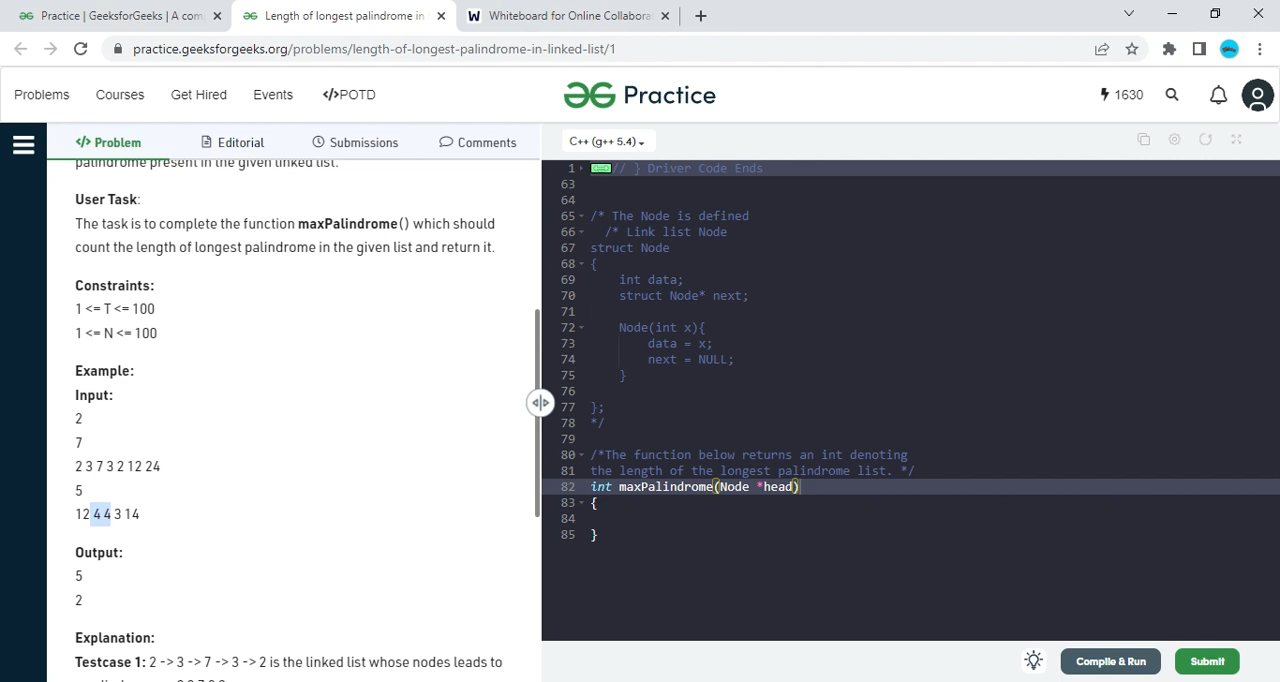 Practice | GeeksforGeeks | A com
Length of longest palindrome in
Whiteboard for Online Collabora
practice.geeksforgeeks.org/problems/length-of-longest-palindrome-in-linked-list/1
Problems Courses Get Hired Events </>POTD
Practice
1630
</> Problem Editorial Submissions Comments
C++ (g++ 5.4)
palindrome present in the given linked list.
User Task:
The task is to complete the function maxPalindrome() which should
count the length of longest palindrome in the given list and return it.
Constraints:
1 <= T <= 100
1 <= N <= 100
Example:
Input:
2
7
2 3 7 3 2 12 24
5
12 4 4 3 14
Output:
5
2
Explanation:
Testcase 1: 2 -> 3 -> 7 -> 3 -> 2 is the linked list whose nodes leads to
1 // } Driver Code Ends
63
64
65 /* The Node is defined
66 /* Link list Node
67 struct Node
68 {
69 int data;
70 struct Node* next;
71
72 Node(int x){
73 data = x;
74 next = NULL;
75 }
76
77 };
78 */
79
80 /*The function below returns an int denoting
81 the length of the longest palindrome list. */
82 int maxPalindrome(Node *head)
83 {
84
85 }
Compile & Run
Submit